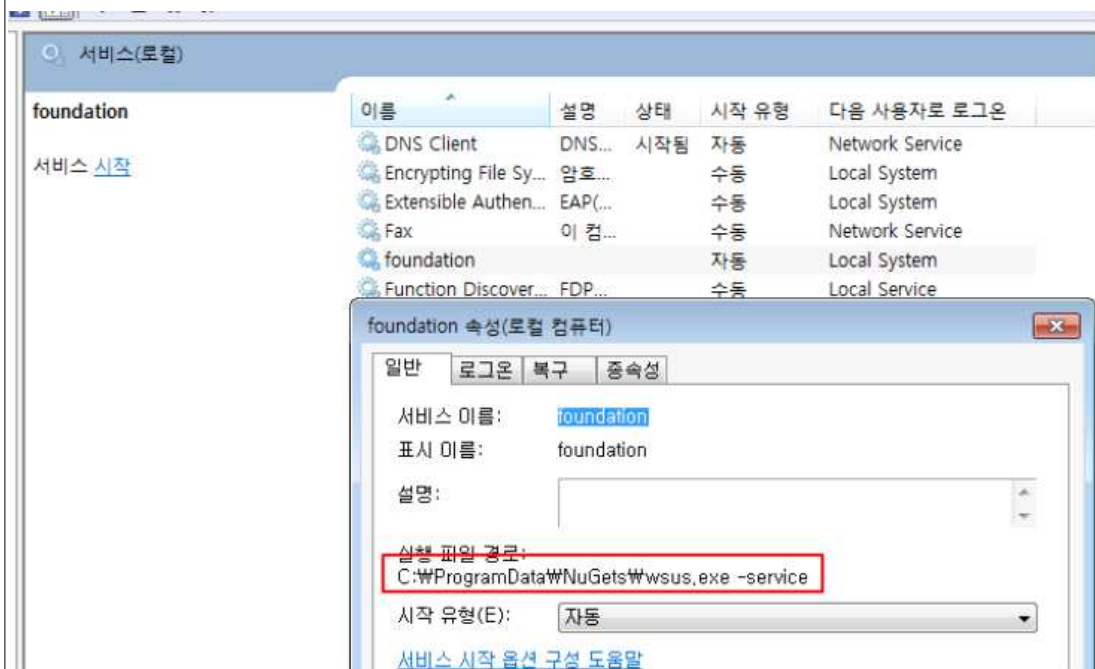 서비스(로컬)
foundation
서비스 시작
이름 설명 상태 시작 유형 다음 사용자로 로그온
DNS Client DNS... 시작됨 자동 Network Service
Encrypting File Sy... 암호... 수동 Local System
Extensible Authen... EAP(... 수동 Local System
Fax 이 컴... 수동 Network Service
foundation 자동 Local System
Function Discover... FDP... 수동 Local Service
foundation 속성(로컬 컴퓨터)
일반 로그온 복구 종속성
서비스 이름: foundation
표시 이름: foundation
설명:
실행 파일 경로:
C:₩ProgramData₩NuGets₩wsus.exe -service
시작 유형(E): 자동
서비스 시작 옵션 구성 도움말